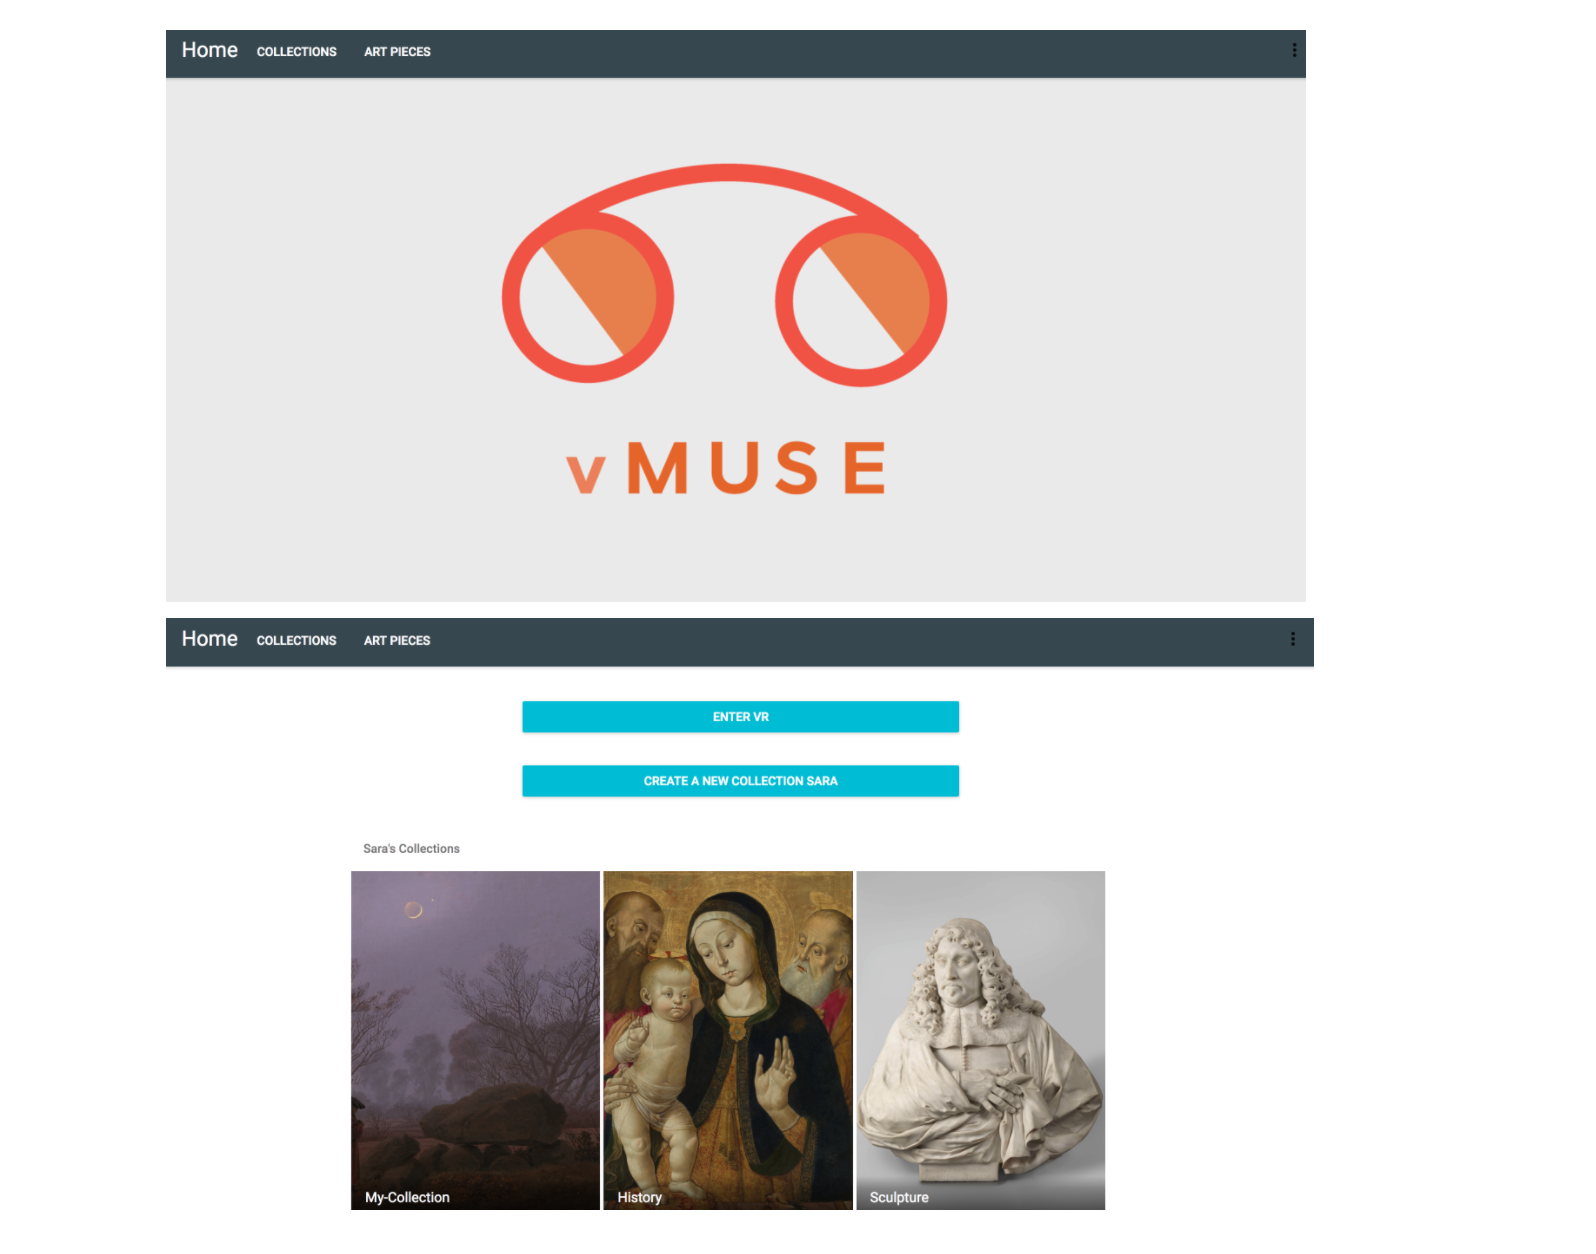 Home COLLECTIONS ART PIECES
vMUSE
Home COLLECTIONS ART PIECES
ENTER VR
CREATE A NEW COLLECTION SARA
Sara's Collections
My-Collection
History
Sculpture